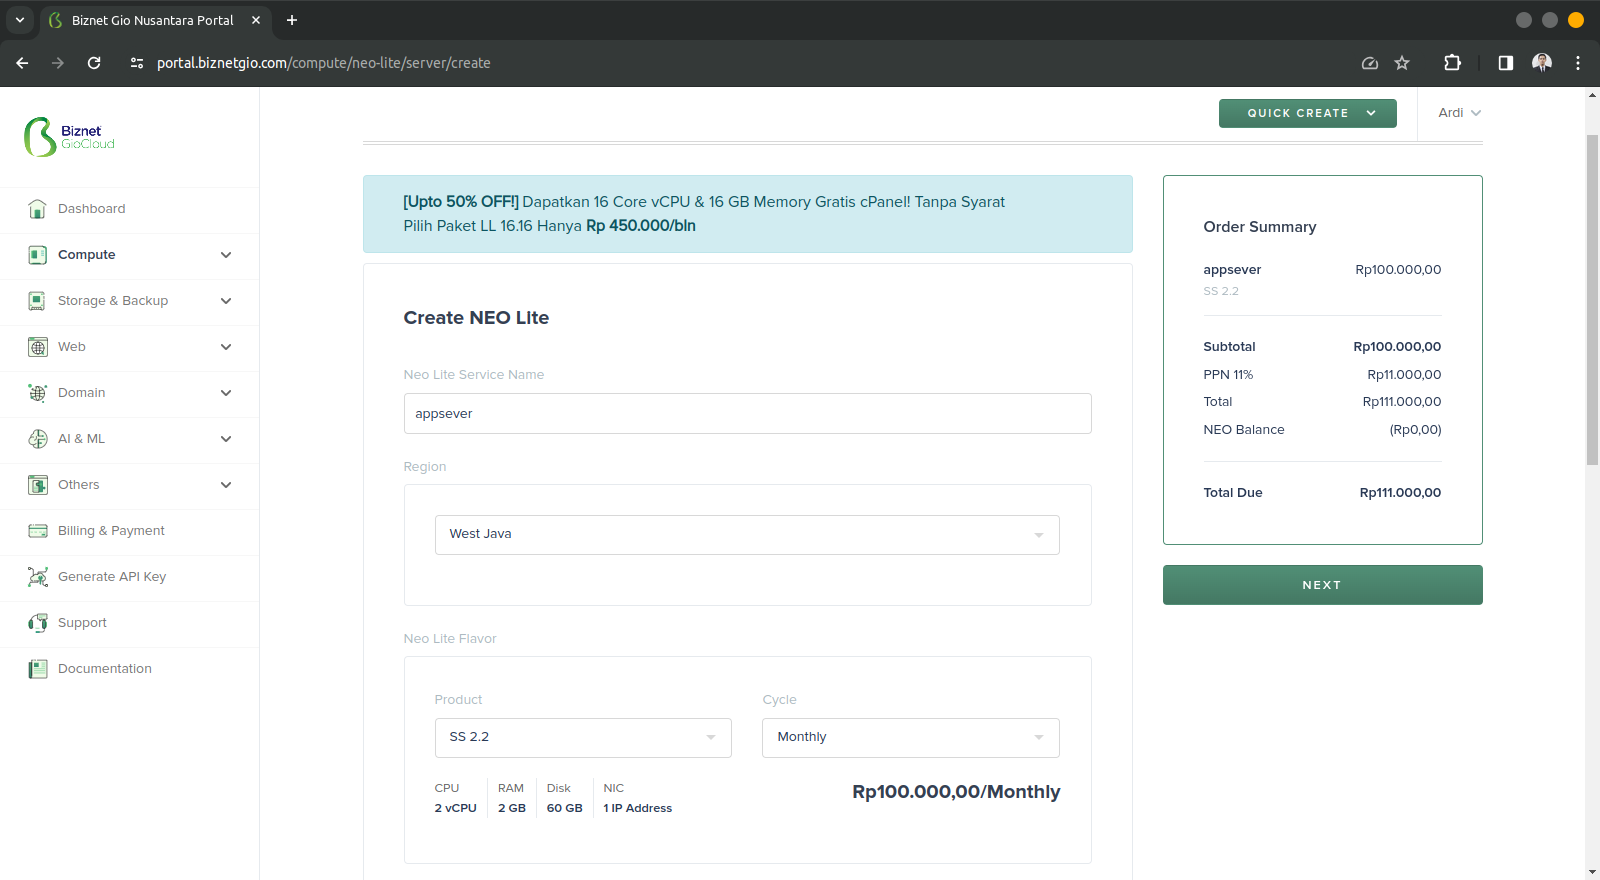 Biznet Gio Nusantara Portal
portal.biznetgio.com/compute/neo-lite/server/create
Biznet
GioCloud
QUICK CREATE
Ardi
Dashboard
Compute
Storage & Backup
Web
Domain
AI & ML
Others
Billing & Payment
Generate API Key
Support
Documentation
[Upto 50% OFF!] Dapatkan 16 Core vCPU & 16 GB Memory Gratis cPanel! Tanpa Syarat
Pilih Paket LL 16.16 Hanya Rp 450.000/bln
Create NEO Lite
Neo Lite Service Name
appsever
Region
West Java
Neo Lite Flavor
Product
Cycle
SS 2.2
Monthly
CPU
2 vCPU
RAM
2 GB
Disk
60 GB
NIC
1 IP Address
Rp100.000,00/Monthly
Order Summary
appsever Rp100.000,00
SS 2.2
Subtotal Rp100.000,00
PPN 11% Rp11.000,00
Total Rp111.000,00
NEO Balance (Rp0,00)
Total Due Rp111.000,00
NEXT